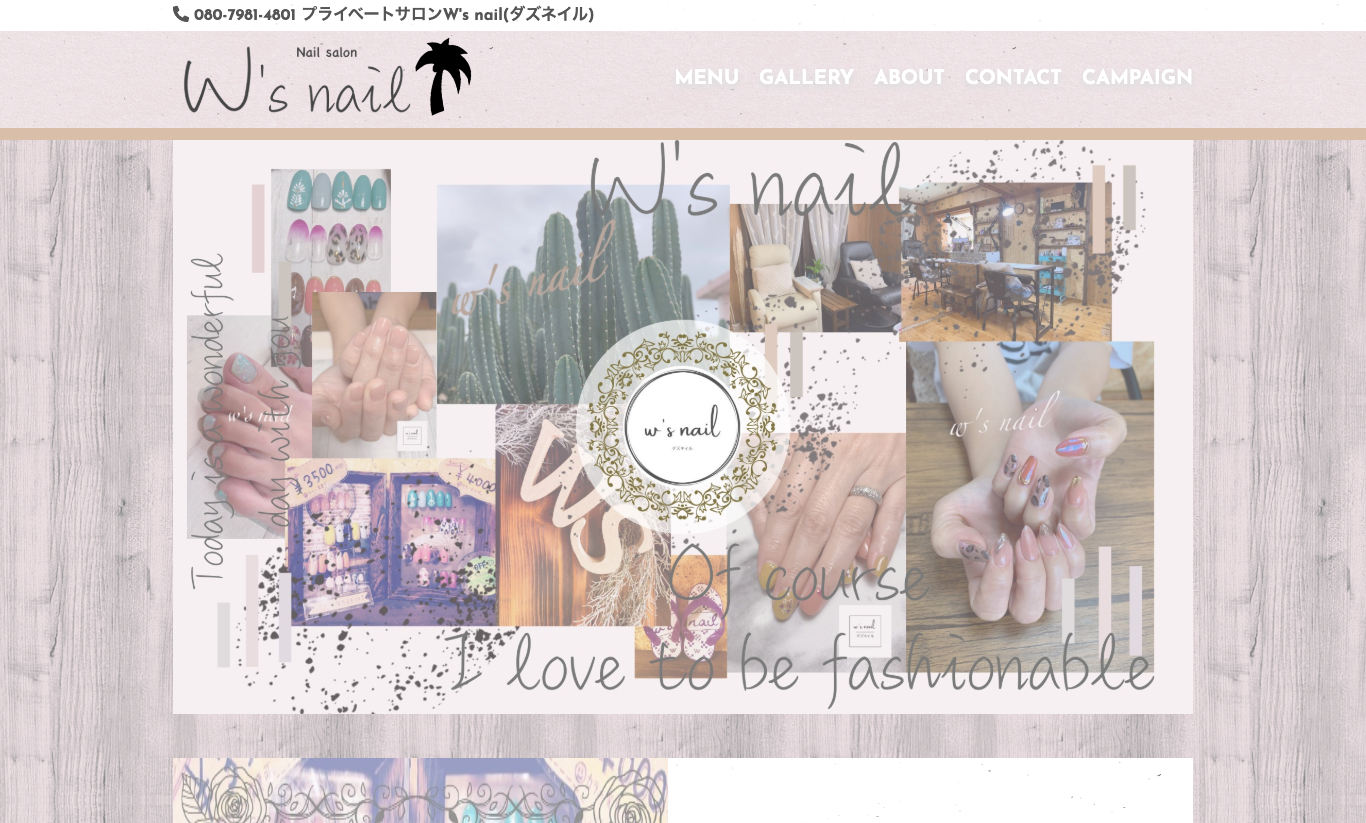 080-7981-4801 プライベートサロンW's nail(ダズネイル)
Nail salon
W's nail
MENU GALLERY ABOUT CONTACT CAMPAIGN
W's nail
w's nail
Today is a wonderful
day with you
w's nail
w's nail
w's nail
ダズネイル
¥3500
¥4000
W's
nail
w's nail
Of course
I love to be fashionable